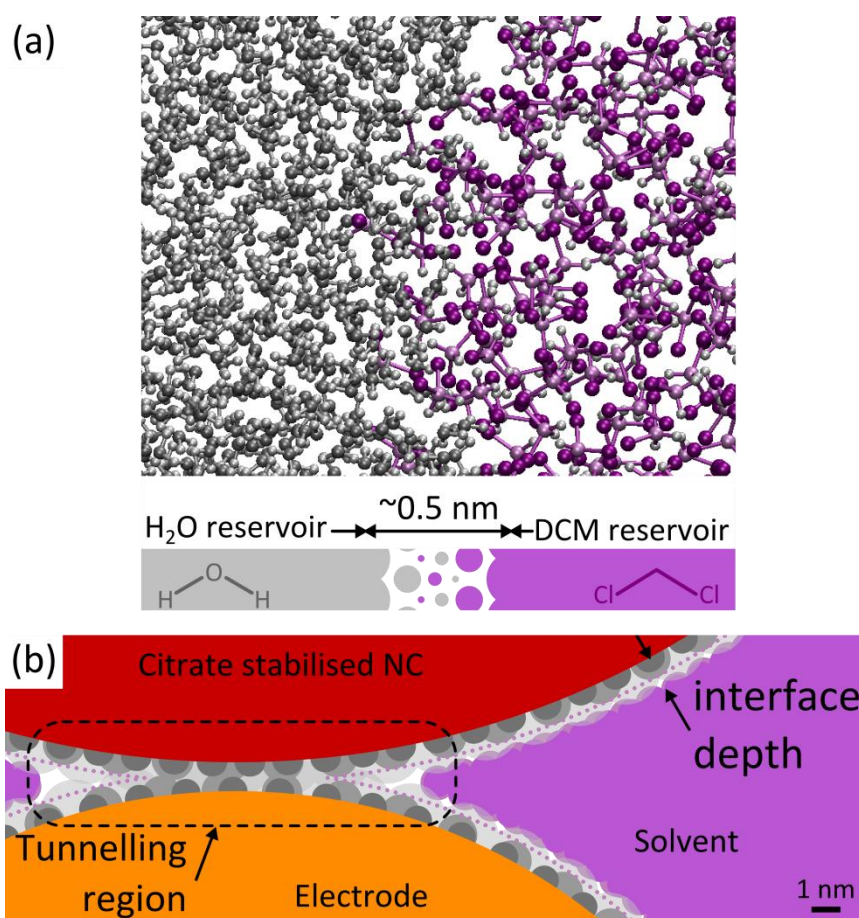 (a)
~0.5 nm
H₂O reservoir DCM reservoir
O
H H Cl Cl
(b)
Citrate stabilised NC
interface
depth
Tunnelling
region
Solvent
Electrode
1 nm